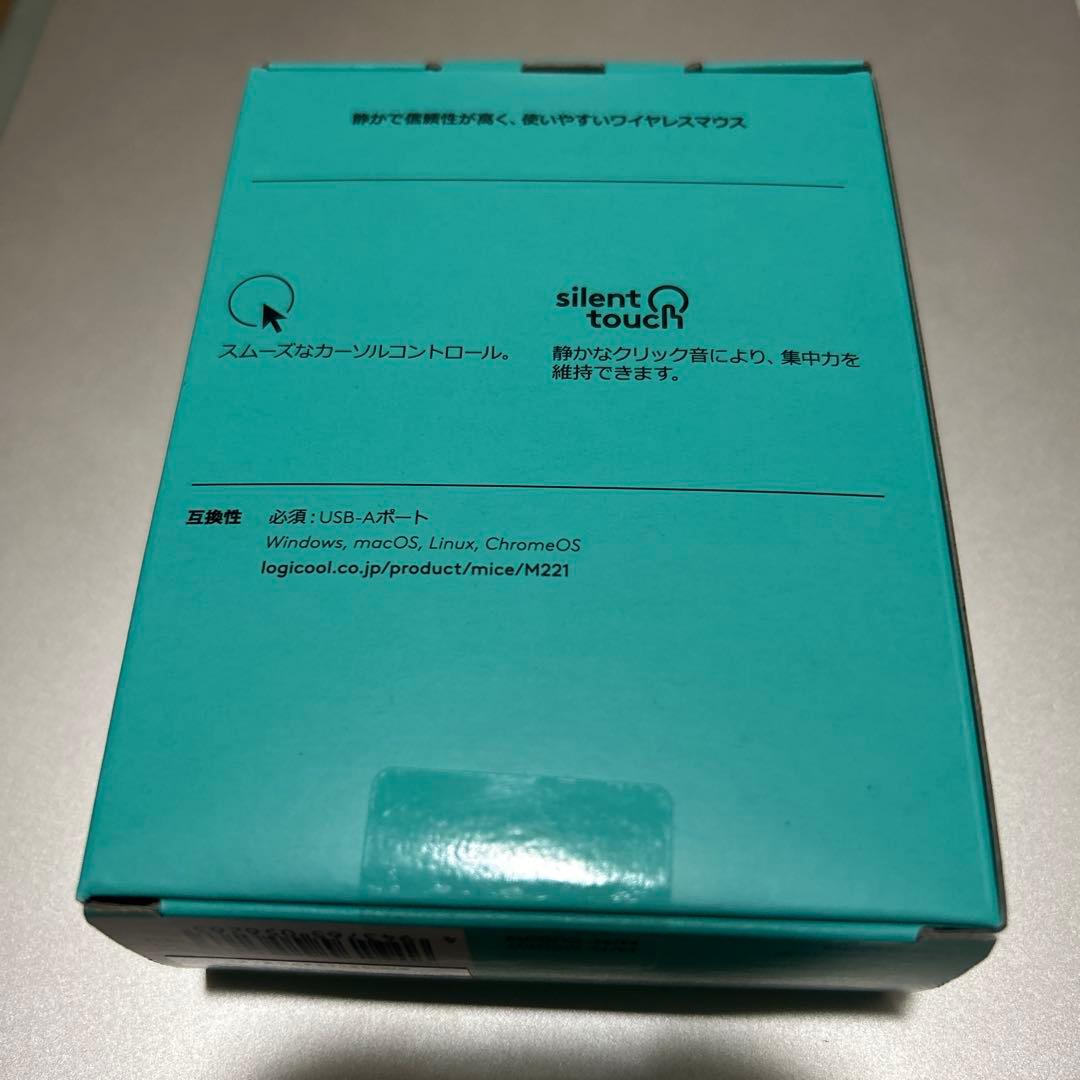 静かで信頼性が高く、使いやすいワイヤレスマウス
スムーズなカーソルコントロール。
silent
touch
静かなクリック音により、集中力を
維持できます。
互換性 必須 : USB-Aポート
Windows, macOS, Linux, ChromeOS
logicool.co.jp/product/mice/M221